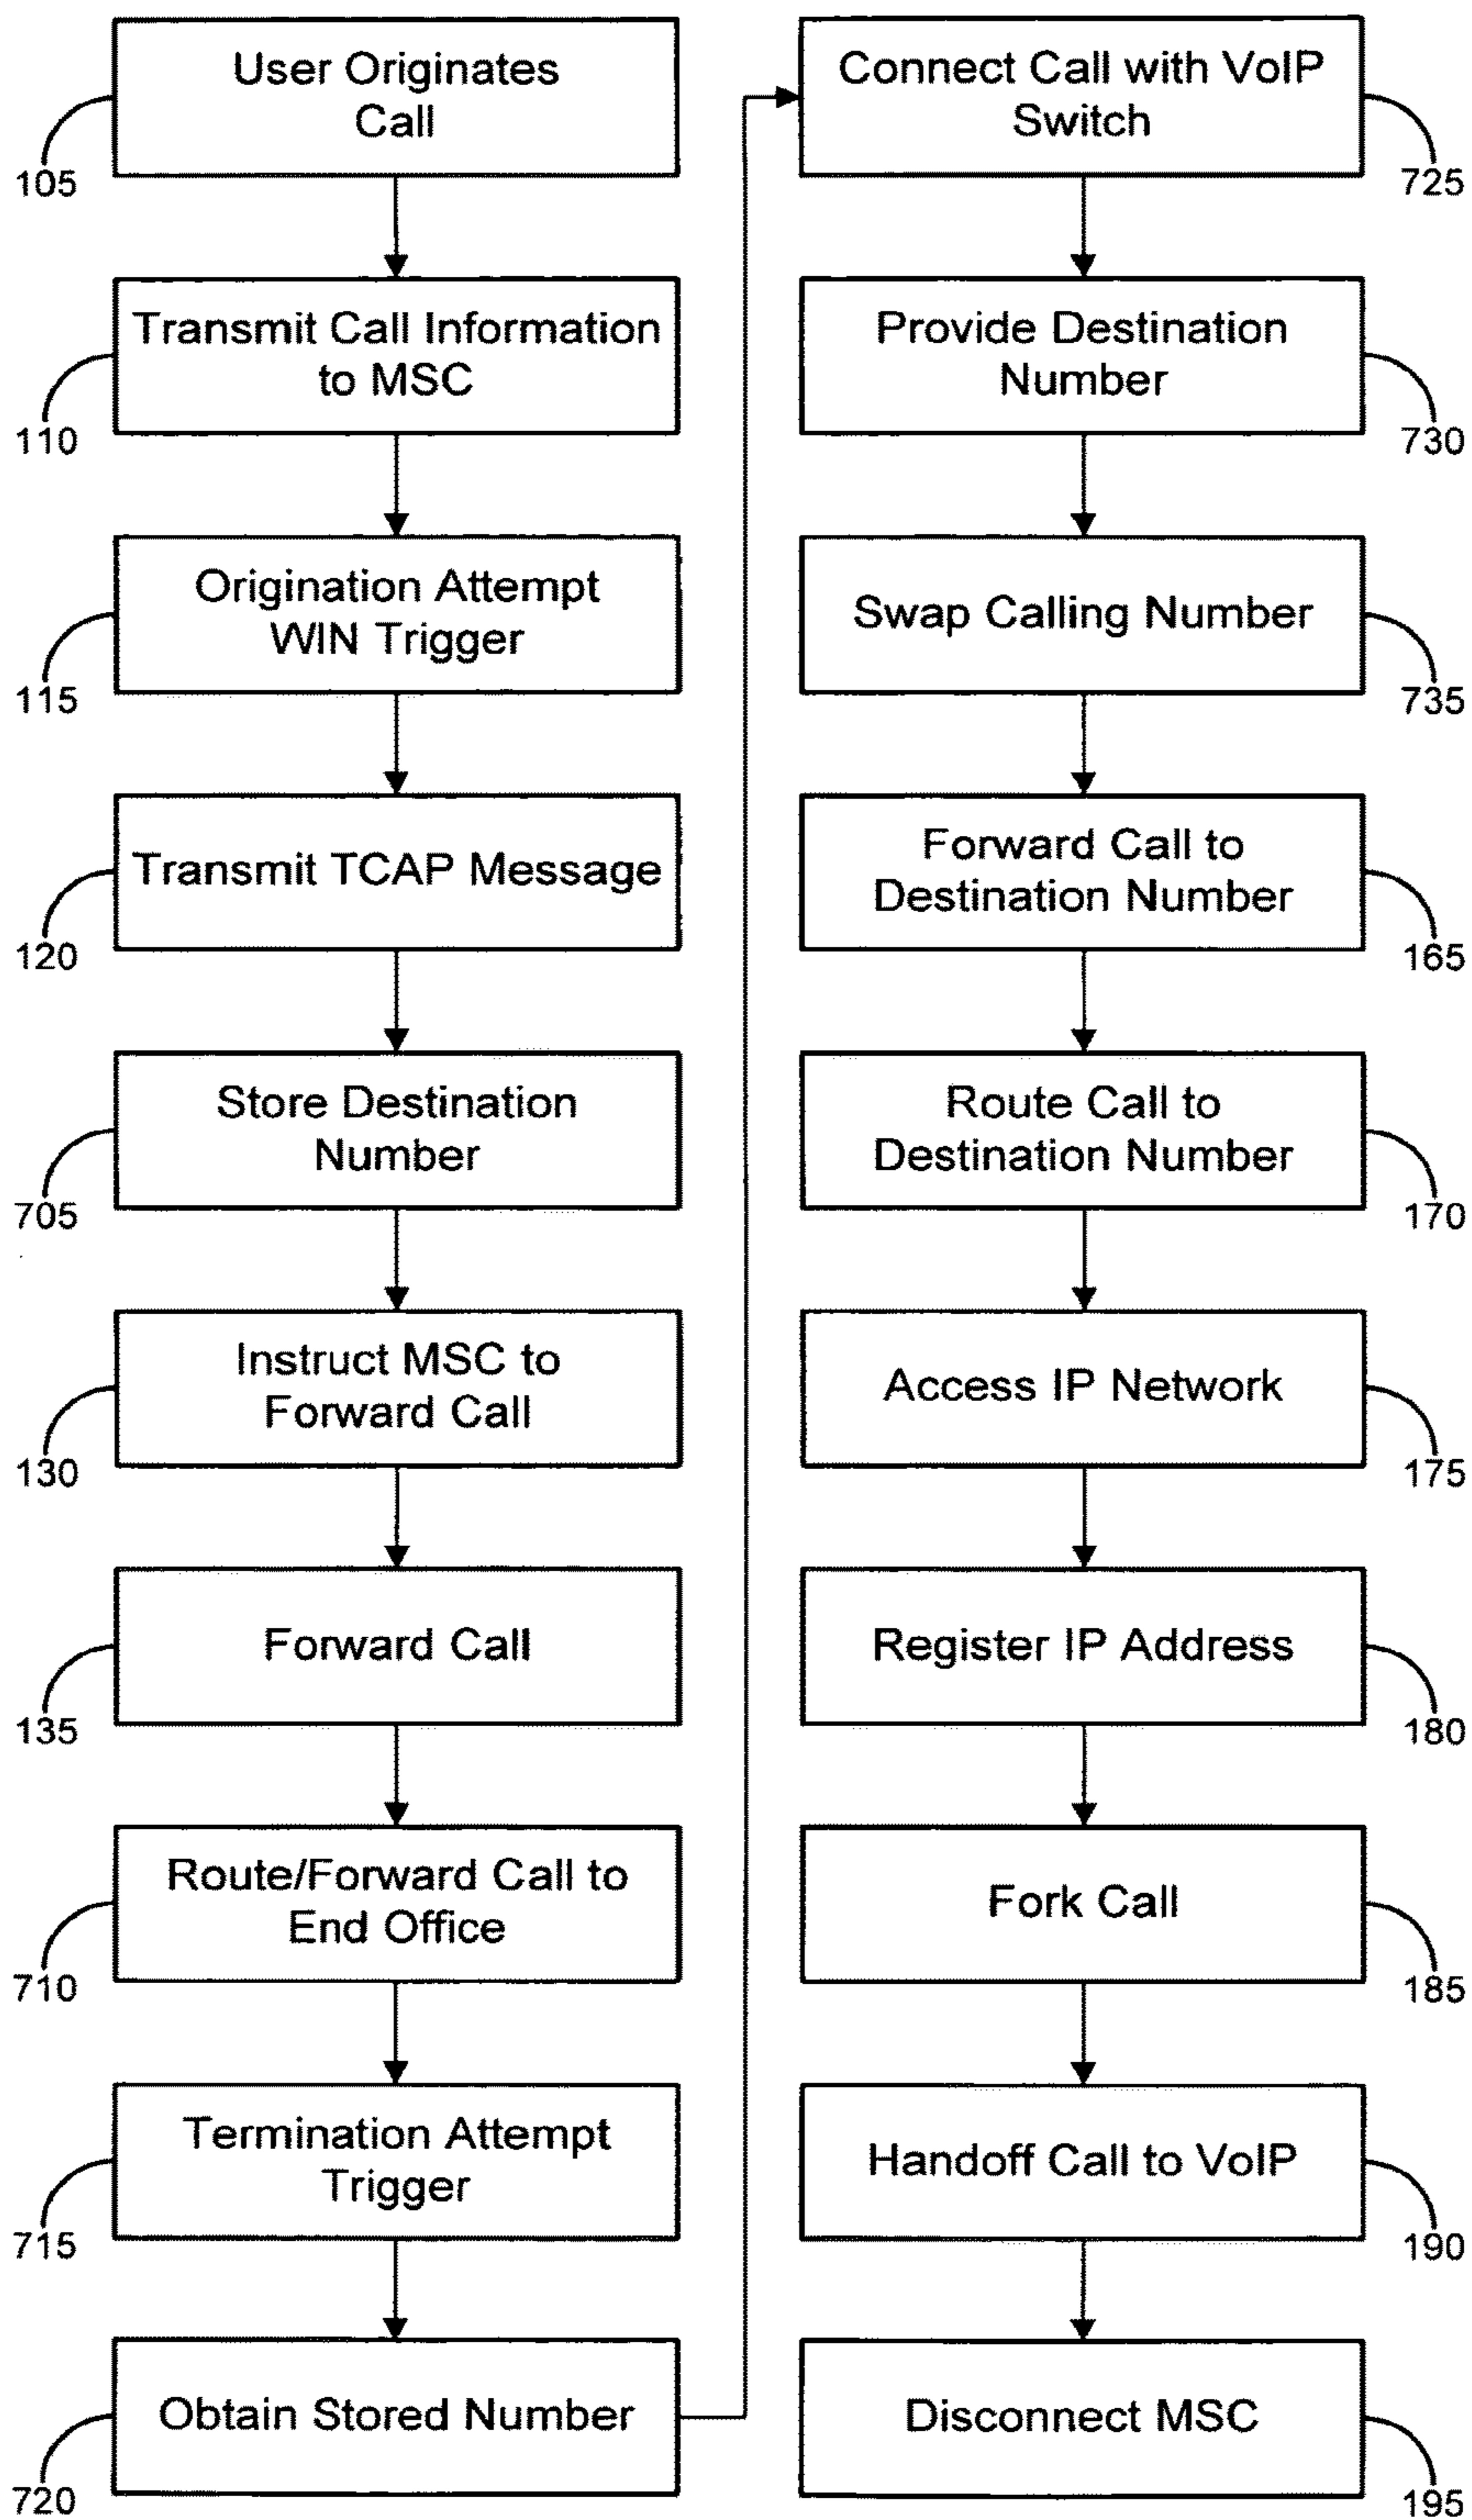 User Originates
Call
105
Transmit Call Information
to MSC
110
Origination Attempt
WIN Trigger
115
Transmit TCAP Message
120
Store Destination
Number
705
Instruct MSC to
Forward Call
130
Forward Call
135
Route/Forward Call to
End Office
710
Termination Attempt
Trigger
715
Obtain Stored Number
720
Connect Call with VoIP
Switch
725
Provide Destination
Number
730
Swap Calling Number
735
Forward Call to
Destination Number
165
Route Call to
Destination Number
170
Access IP Network
175
Register IP Address
180
Fork Call
185
Handoff Call to VoIP
190
Disconnect MSC
195